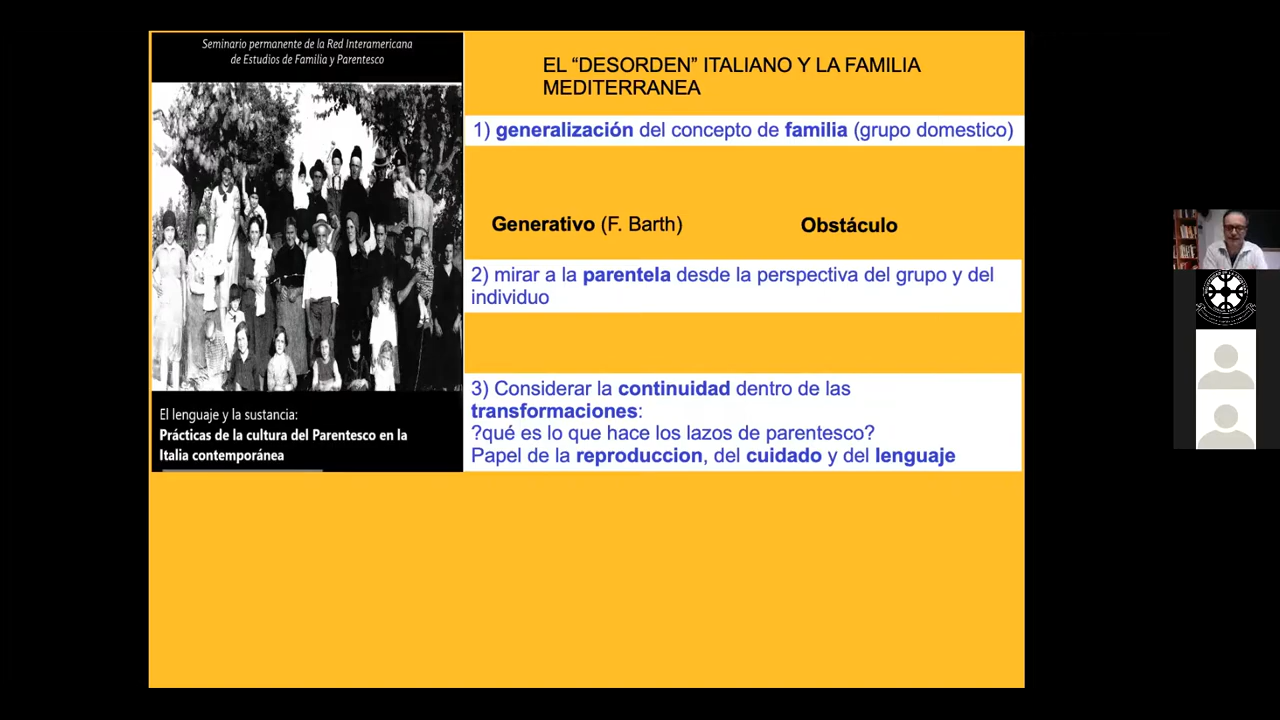 Seminario permanente de la Red Interamericana
de Estudios de Familia y Parentesco
El lenguaje y la sustancia:
Prácticas de la cultura del Parentesco en la
Italia contemporánea
EL “DESORDEN” ITALIANO Y LA FAMILIA
MEDITERRANEA
1) generalización del concepto de familia (grupo domestico)
Generativo (F. Barth)
Obstáculo
2) mirar a la parentela desde la perspectiva del grupo y del
individuo
3) Considerar la continuidad dentro de las
transformaciones:
?qué es lo que hace los lazos de parentesco?
Papel de la reproduccion, del cuidado y del lenguaje